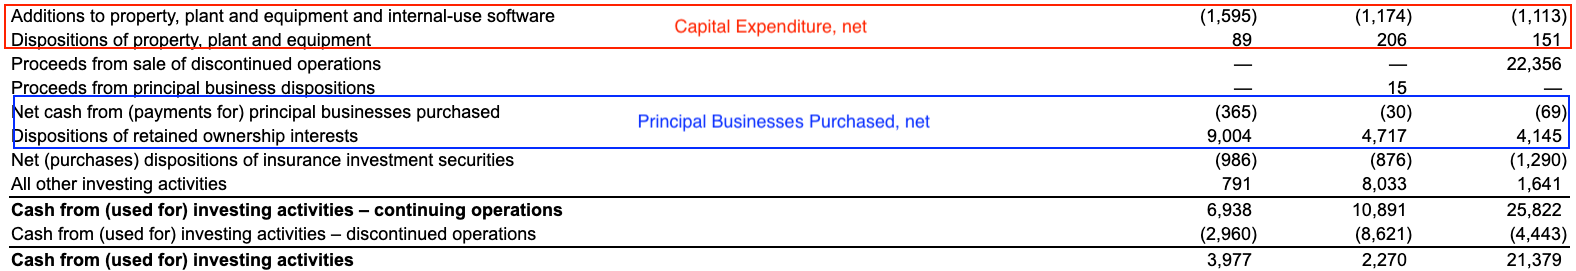 Additions to property, plant and equipment and internal-use software (1,595) (1,174) (1,113)
Capital Expenditure, net
Dispositions of property, plant and equipment 89 206 151
Proceeds from sale of discontinued operations — — 22,356
Proceeds from principal business dispositions — 15 —
Net cash from (payments for) principal businesses purchased (365) (30) (69)
Principal Businesses Purchased, net
Dispositions of retained ownership interests 9,004 4,717 4,145
Net (purchases) dispositions of insurance investment securities (986) (876) (1,290)
All other investing activities 791 8,033 1,641
Cash from (used for) investing activities – continuing operations 6,938 10,891 25,822
Cash from (used for) investing activities – discontinued operations (2,960) (8,621) (4,443)
Cash from (used for) investing activities 3,977 2,270 21,379